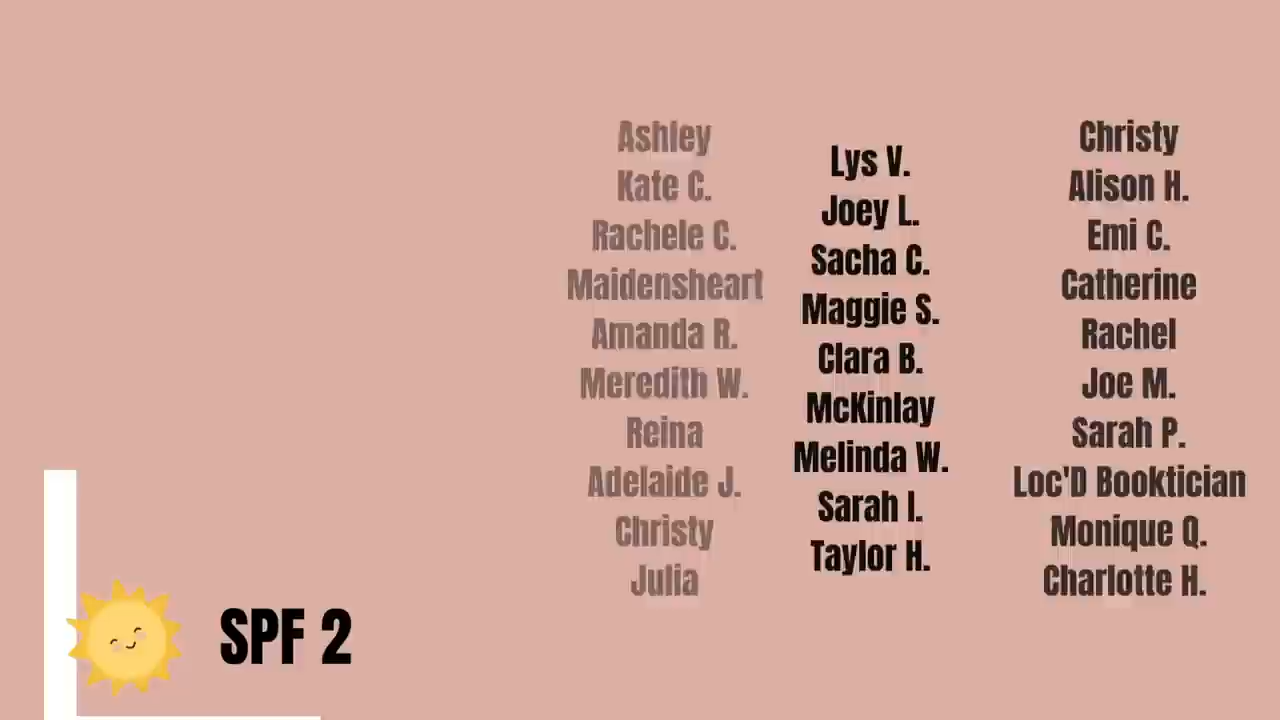 Ashley
Kate C.
Rachele C.
Maidensheart
Amanda R.
Meredith W.
Reina
Adelaide J.
Christy
Julia
Lys V.
Joey L.
Sacha C.
Maggie S.
Clara B.
McKinlay
Melinda W.
Sarah I.
Taylor H.
Christy
Alison H.
Emi C.
Catherine
Rachel
Joe M.
Sarah P.
Loc'D Booktician
Monique Q.
Charlotte H.
SPF 2